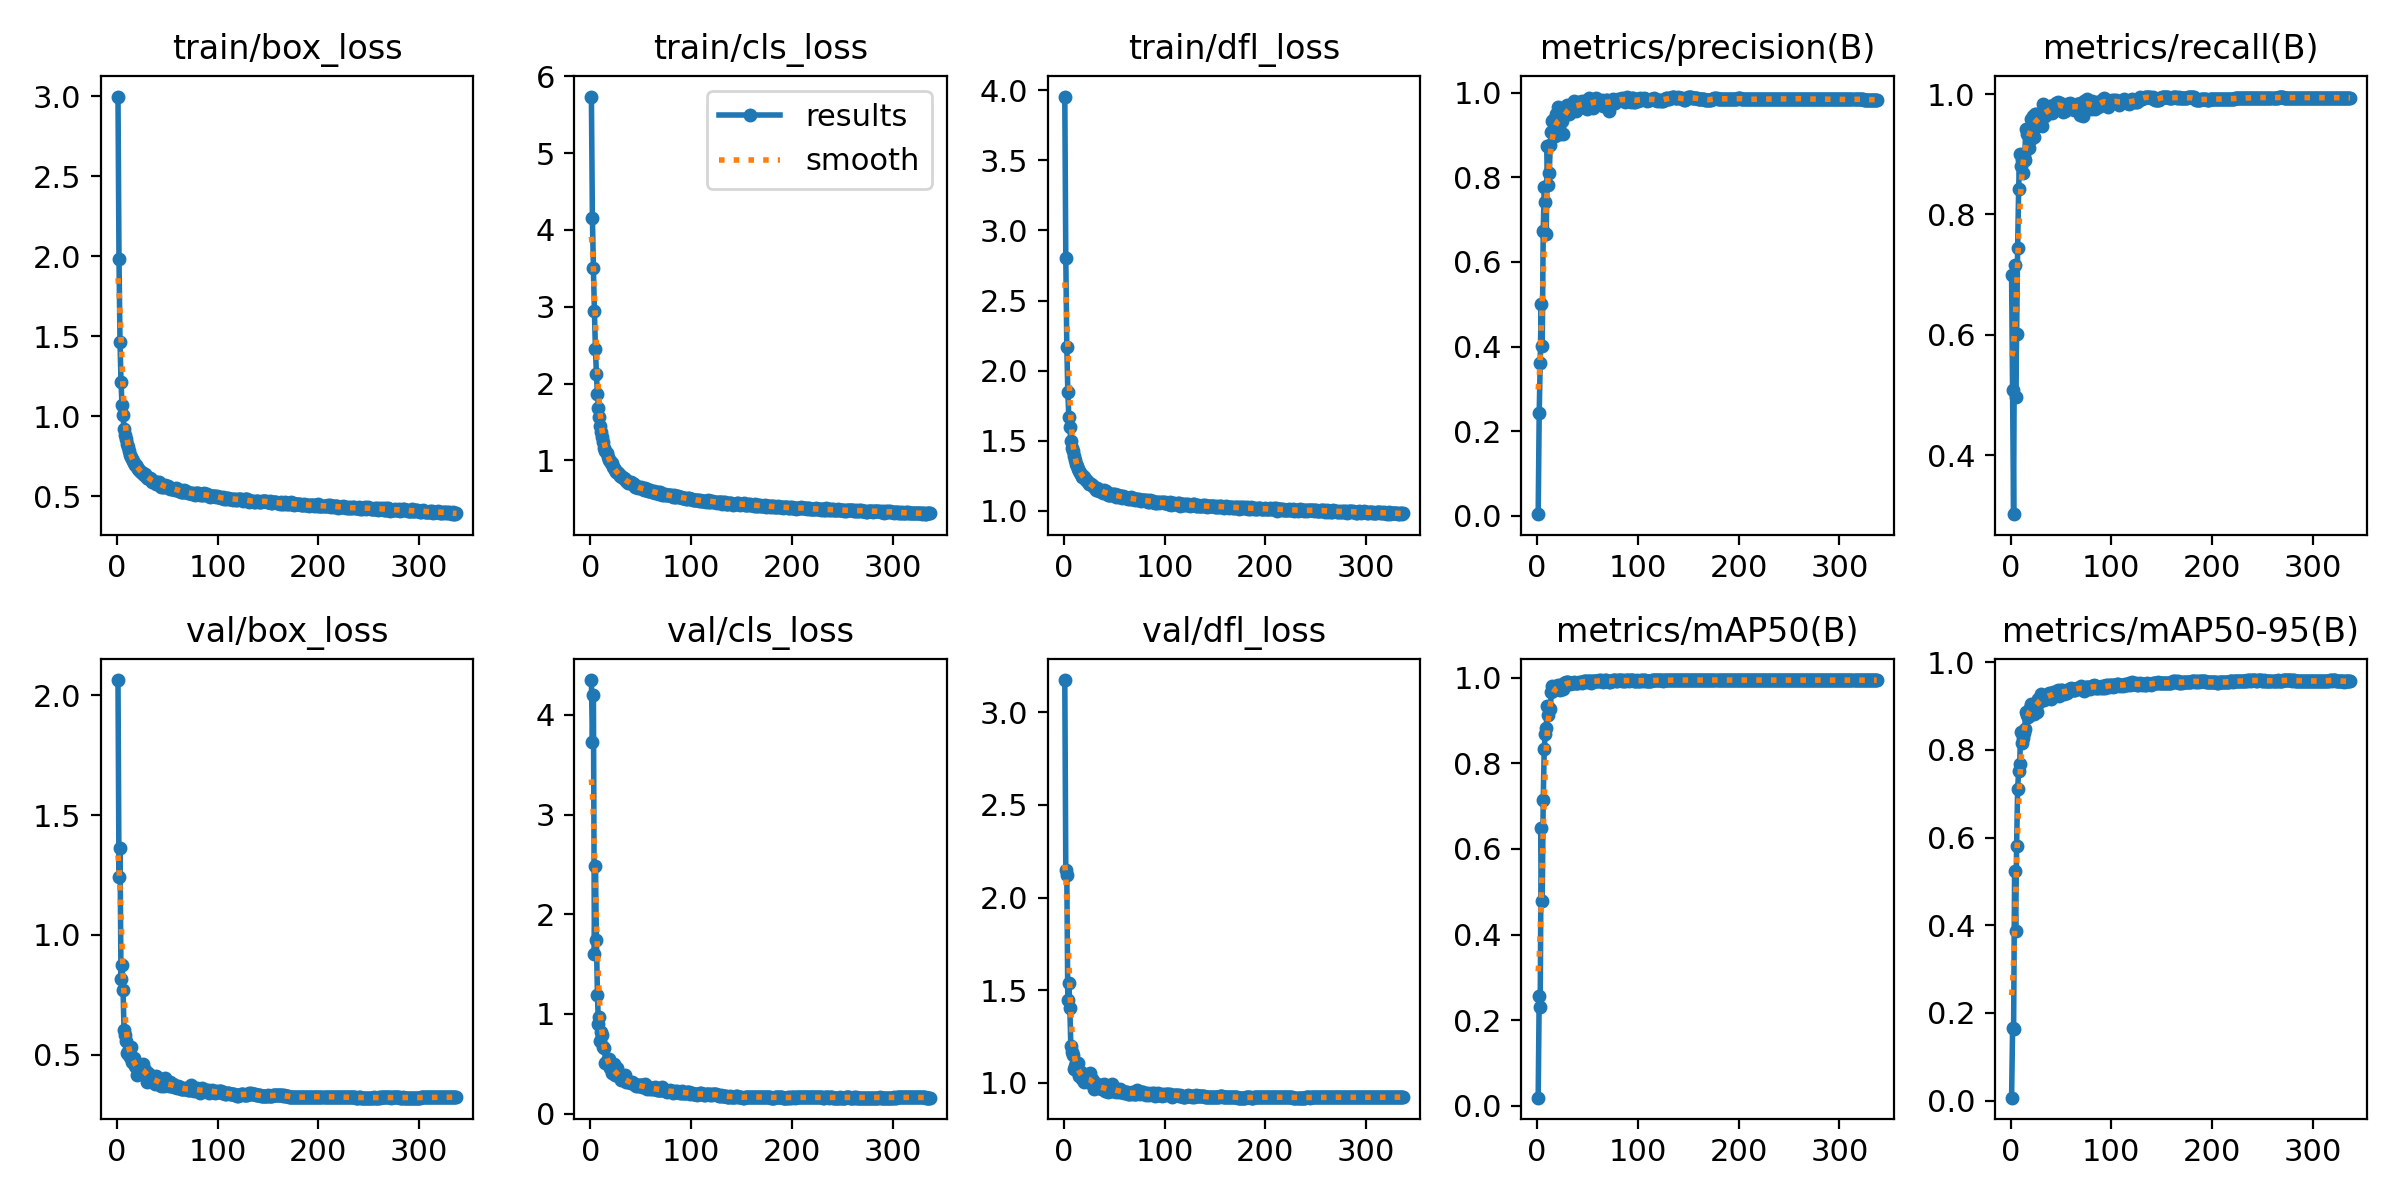 train/box_loss
train/cls_loss
train/dfl_loss
metrics/precision(B)
metrics/recall(B)
3.0
2.5
2.0
1.5
1.0
0.5
0 100 200 300
6
5
4
3
2
1
0 100 200 300
results
smooth
4.0
3.5
3.0
2.5
2.0
1.5
1.0
0 100 200 300
1.0
0.8
0.6
0.4
0.2
0.0
0 100 200 300
1.0
0.8
0.6
0.4
0 100 200 300
val/box_loss
val/cls_loss
val/dfl_loss
metrics/mAP50(B)
metrics/mAP50-95(B)
2.0
1.5
1.0
0.5
0 100 200 300
4
3
2
1
0
0 100 200 300
3.0
2.5
2.0
1.5
1.0
0 100 200 300
1.0
0.8
0.6
0.4
0.2
0.0
0 100 200 300
1.0
0.8
0.6
0.4
0.2
0.0
0 100 200 300